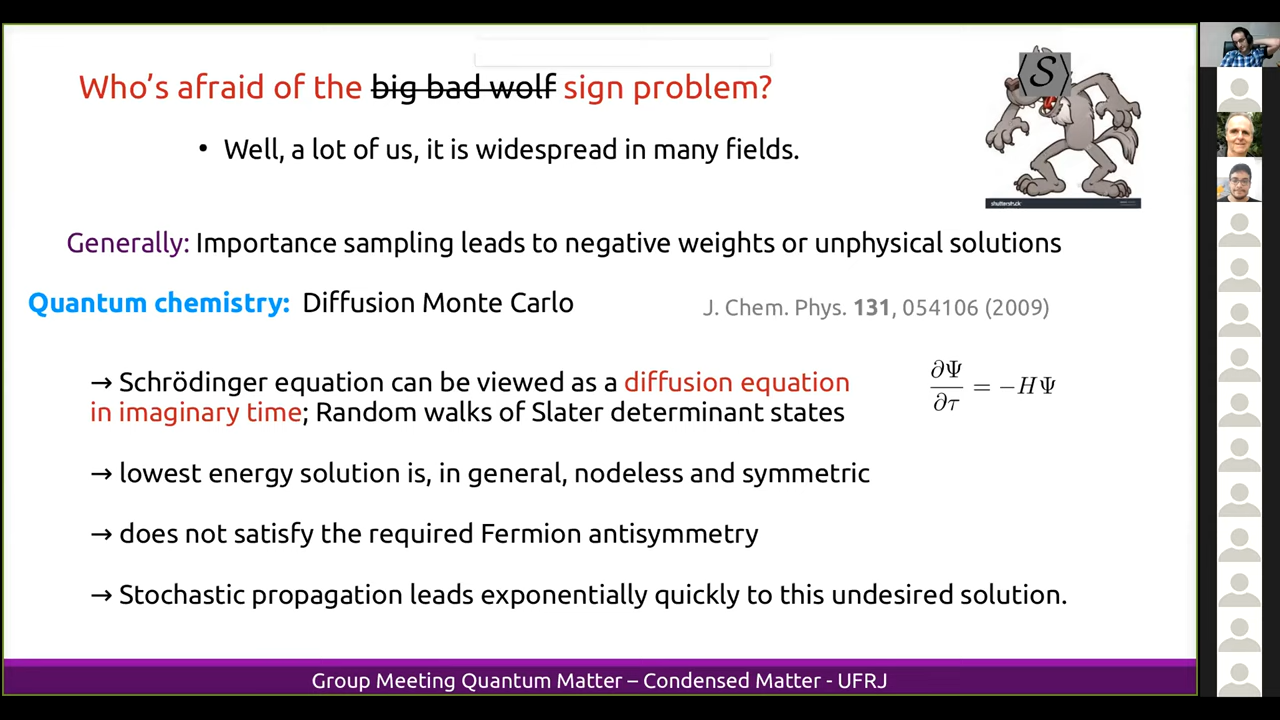 Who's afraid of the big bad wolf sign problem?
⟨S⟩
• Well, a lot of us, it is widespread in many fields.
shutterstock
Generally: Importance sampling leads to negative weights or unphysical solutions
Quantum chemistry: Diffusion Monte Carlo
J. Chem. Phys. 131, 054106 (2009)
→ Schrödinger equation can be viewed as a diffusion equation
in imaginary time; Random walks of Slater determinant states
∂Ψ/∂τ = −HΨ
→ lowest energy solution is, in general, nodeless and symmetric
→ does not satisfy the required Fermion antisymmetry
→ Stochastic propagation leads exponentially quickly to this undesired solution.
Group Meeting Quantum Matter – Condensed Matter - UFRJ